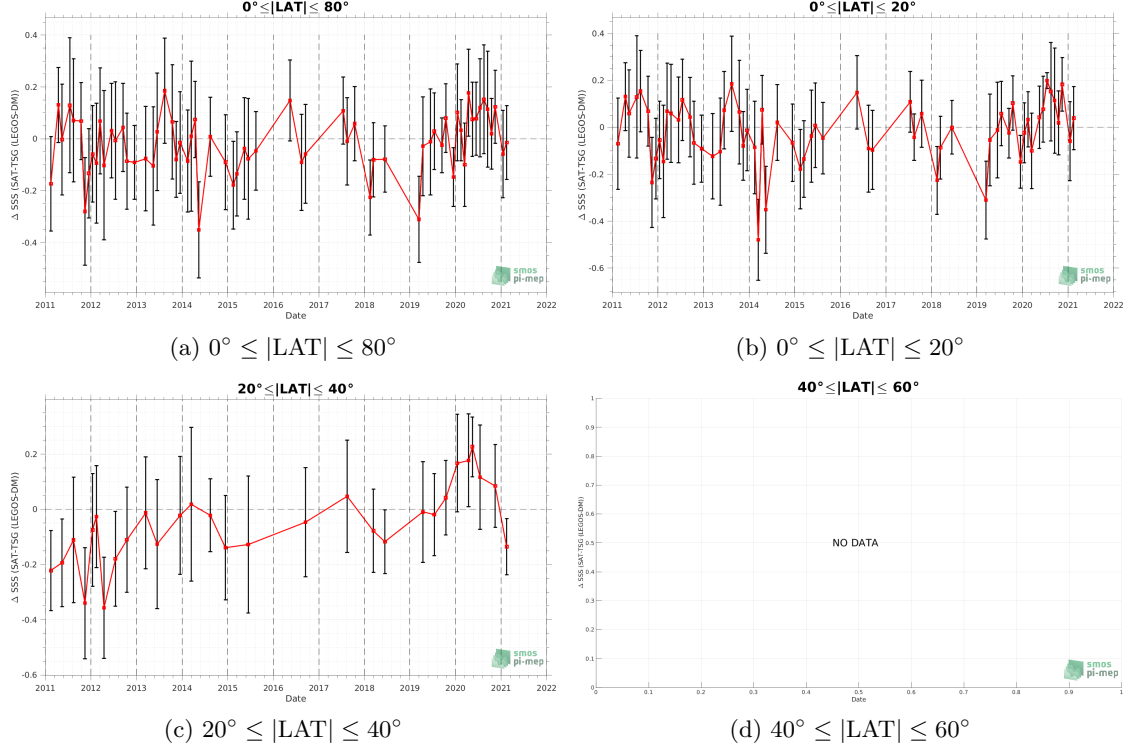 0°≤|LAT|≤ 80°
Δ SSS (SAT-TSG (LEGOS-DM))
0.4
0.2
0
-0.2
-0.4
2011 2012 2013 2014 2015 2016 2017 2018 2019 2020 2021 2022
Date
smos
pi-mep
(a) 0° ≤ |LAT| ≤ 80°
0°≤|LAT|≤ 20°
Δ SSS (SAT-TSG (LEGOS-DM))
0.4
0.2
0
-0.2
-0.4
-0.6
2011 2012 2013 2014 2015 2016 2017 2018 2019 2020 2021 2022
Date
smos
pi-mep
(b) 0° ≤ |LAT| ≤ 20°
20°≤|LAT|≤ 40°
Δ SSS (SAT-TSG (LEGOS-DM))
0.2
0
-0.2
-0.4
-0.6
2011 2012 2013 2014 2015 2016 2017 2018 2019 2020 2021 2022
Date
smos
pi-mep
(c) 20° ≤ |LAT| ≤ 40°
40°≤|LAT|≤ 60°
Δ SSS (SAT-TSG (LEGOS-DM))
1
0.9
0.8
0.7
0.6
0.5
0.4
0.3
0.2
0.1
0
NO DATA
0 0.1 0.2 0.3 0.4 0.5 0.6 0.7 0.8 0.9 1
Date
smos
pi-mep
(d) 40° ≤ |LAT| ≤ 60°